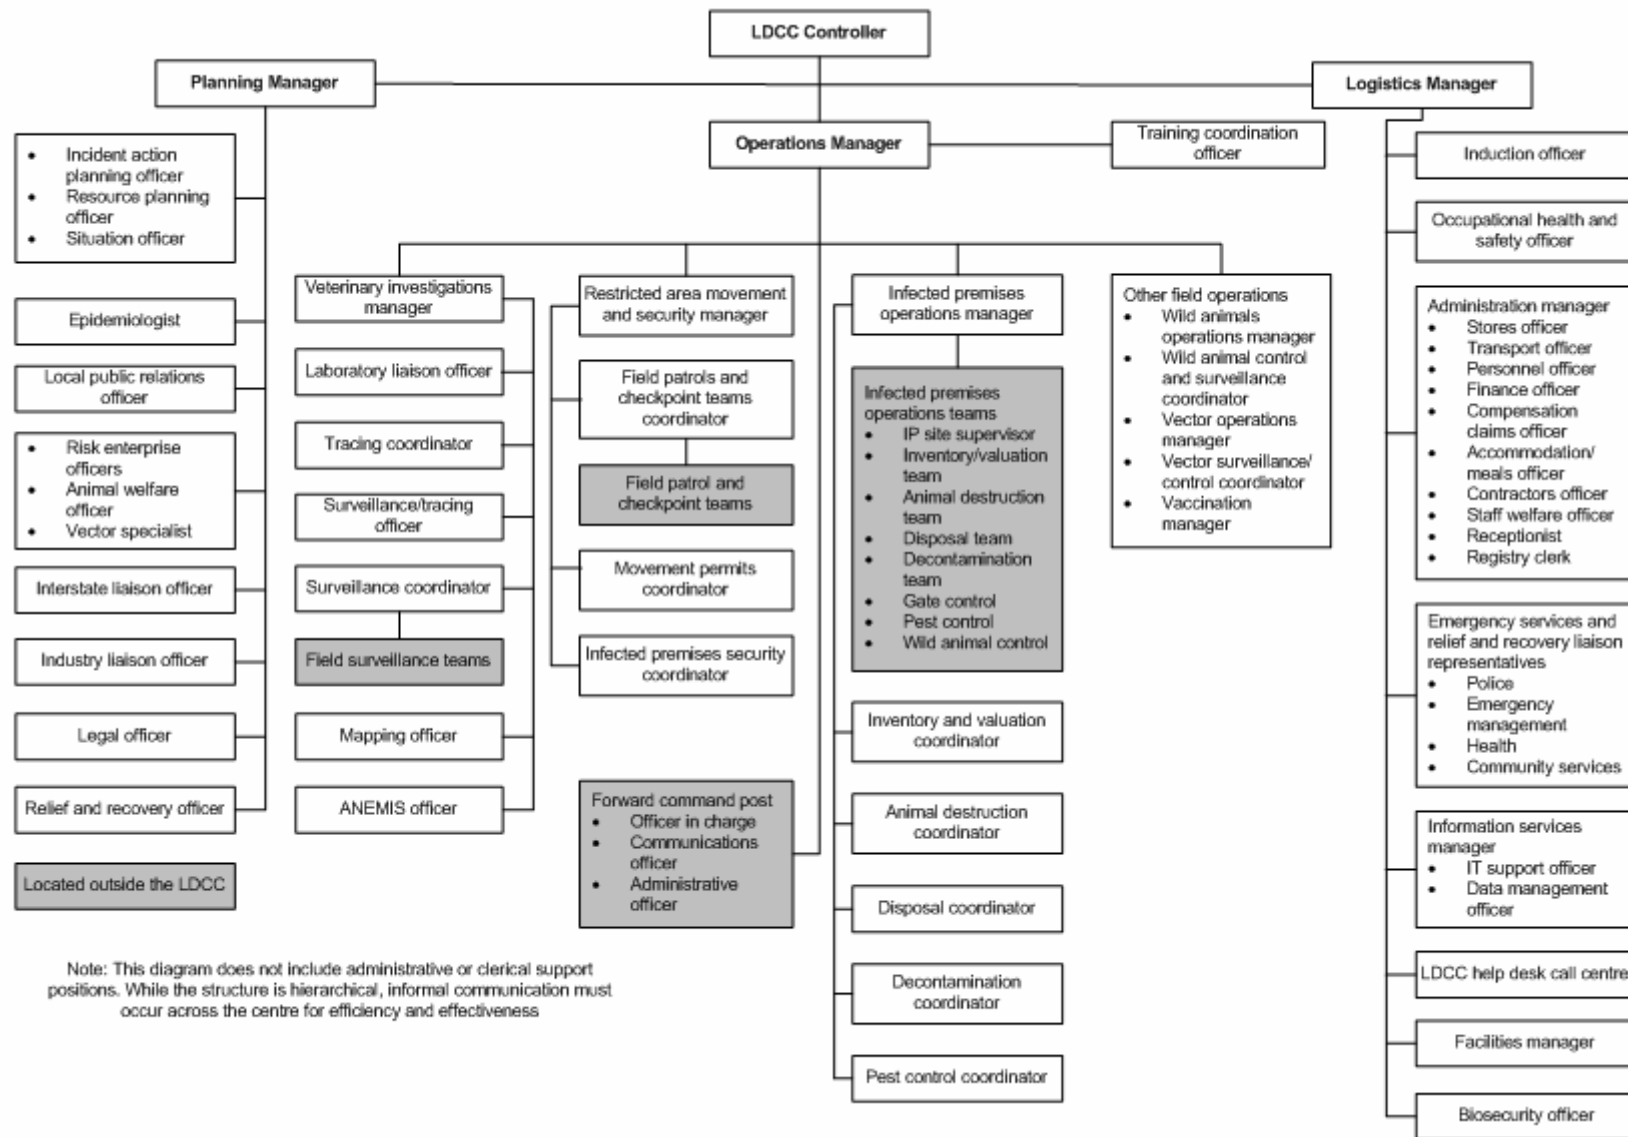 LDCC Controller
Planning Manager
Logistics Manager
Operations Manager
Training coordination
officer
• Incident action
planning officer
• Resource planning
officer
• Situation officer
Epidemiologist
Local public relations
officer
• Risk enterprise
officers
• Animal welfare
officer
• Vector specialist
Interstate liaison officer
Industry liaison officer
Legal officer
Relief and recovery officer
Located outside the LDCC
Veterinary investigations
manager
Laboratory liaison officer
Tracing coordinator
Surveillance/tracing
officer
Surveillance coordinator
Field surveillance teams
Mapping officer
ANEMIS officer
Restricted area movement
and security manager
Field patrols and
checkpoint teams
coordinator
Field patrol and
checkpoint teams
Movement permits
coordinator
Infected premises security
coordinator
Forward command post
• Officer in charge
• Communications
officer
• Administrative
officer
Infected premises
operations manager
Infected premises
operations teams
• IP site supervisor
• Inventory/valuation
team
• Animal destruction
team
• Disposal team
• Decontamination
team
• Gate control
• Pest control
• Wild animal control
Inventory and valuation
coordinator
Animal destruction
coordinator
Disposal coordinator
Decontamination
coordinator
Pest control coordinator
Other field operations
• Wild animals
operations manager
• Wild animal control
and surveillance
coordinator
• Vector operations
manager
• Vector surveillance/
control coordinator
• Vaccination
manager
Induction officer
Occupational health and
safety officer
Administration manager
• Stores officer
• Transport officer
• Personnel officer
• Finance officer
• Compensation
claims officer
• Accommodation/
meals officer
• Contractors officer
• Staff welfare officer
• Receptionist
• Registry clerk
Emergency services and
relief and recovery liaison
representatives
• Police
• Emergency
management
• Health
• Community services
Information services
manager
• IT support officer
• Data management
officer
LDCC help desk call centre
Facilities manager
Biosecurity officer
Note: This diagram does not include administrative or clerical support
positions. While the structure is hierarchical, informal communication must
occur across the centre for efficiency and effectiveness